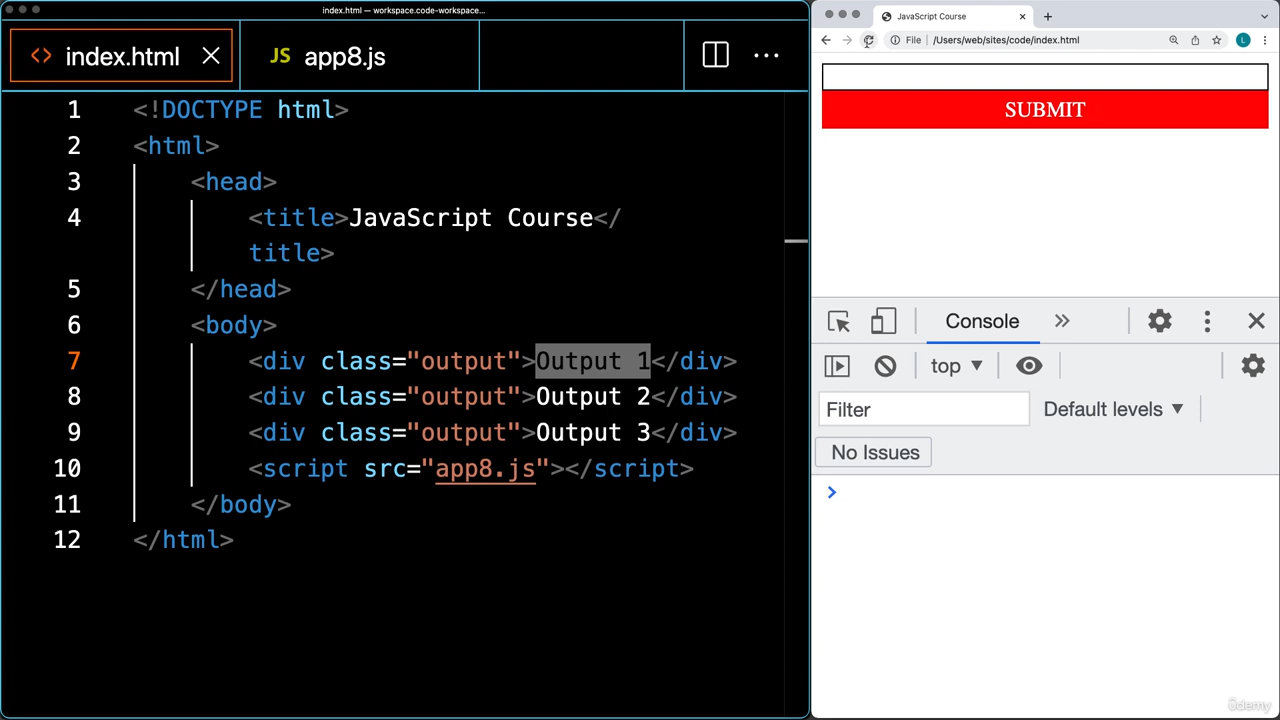 index.html — workspace.code-workspace...
index.html
JS app8.js
1 <!DOCTYPE html>
2 <html>
3 <head>
4 <title>JavaScript Course</
title>
5 </head>
6 <body>
7 <div class="output">Output 1</div>
8 <div class="output">Output 2</div>
9 <div class="output">Output 3</div>
10 <script src="app8.js"></script>
11 </body>
12 </html>
JavaScript Course
File /Users/web/sites/code/index.html
L
SUBMIT
Console
top
Filter
Default levels
No Issues
ûdemy